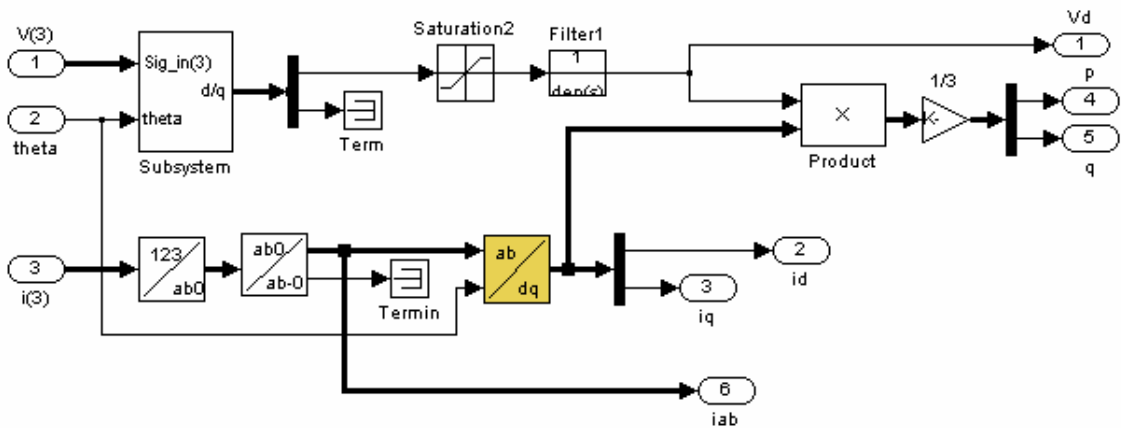 V(3)
1
Sig_in(3)
d/q
theta
Subsystem
2
theta
Term
Saturation2
Filter1
1
den(s)
Vd
1
Product
1/3
K-
p
4
5
q
3
i(3)
123
ab0
ab0
ab-0
Termin
ab
dq
2
id
3
iq
6
iab